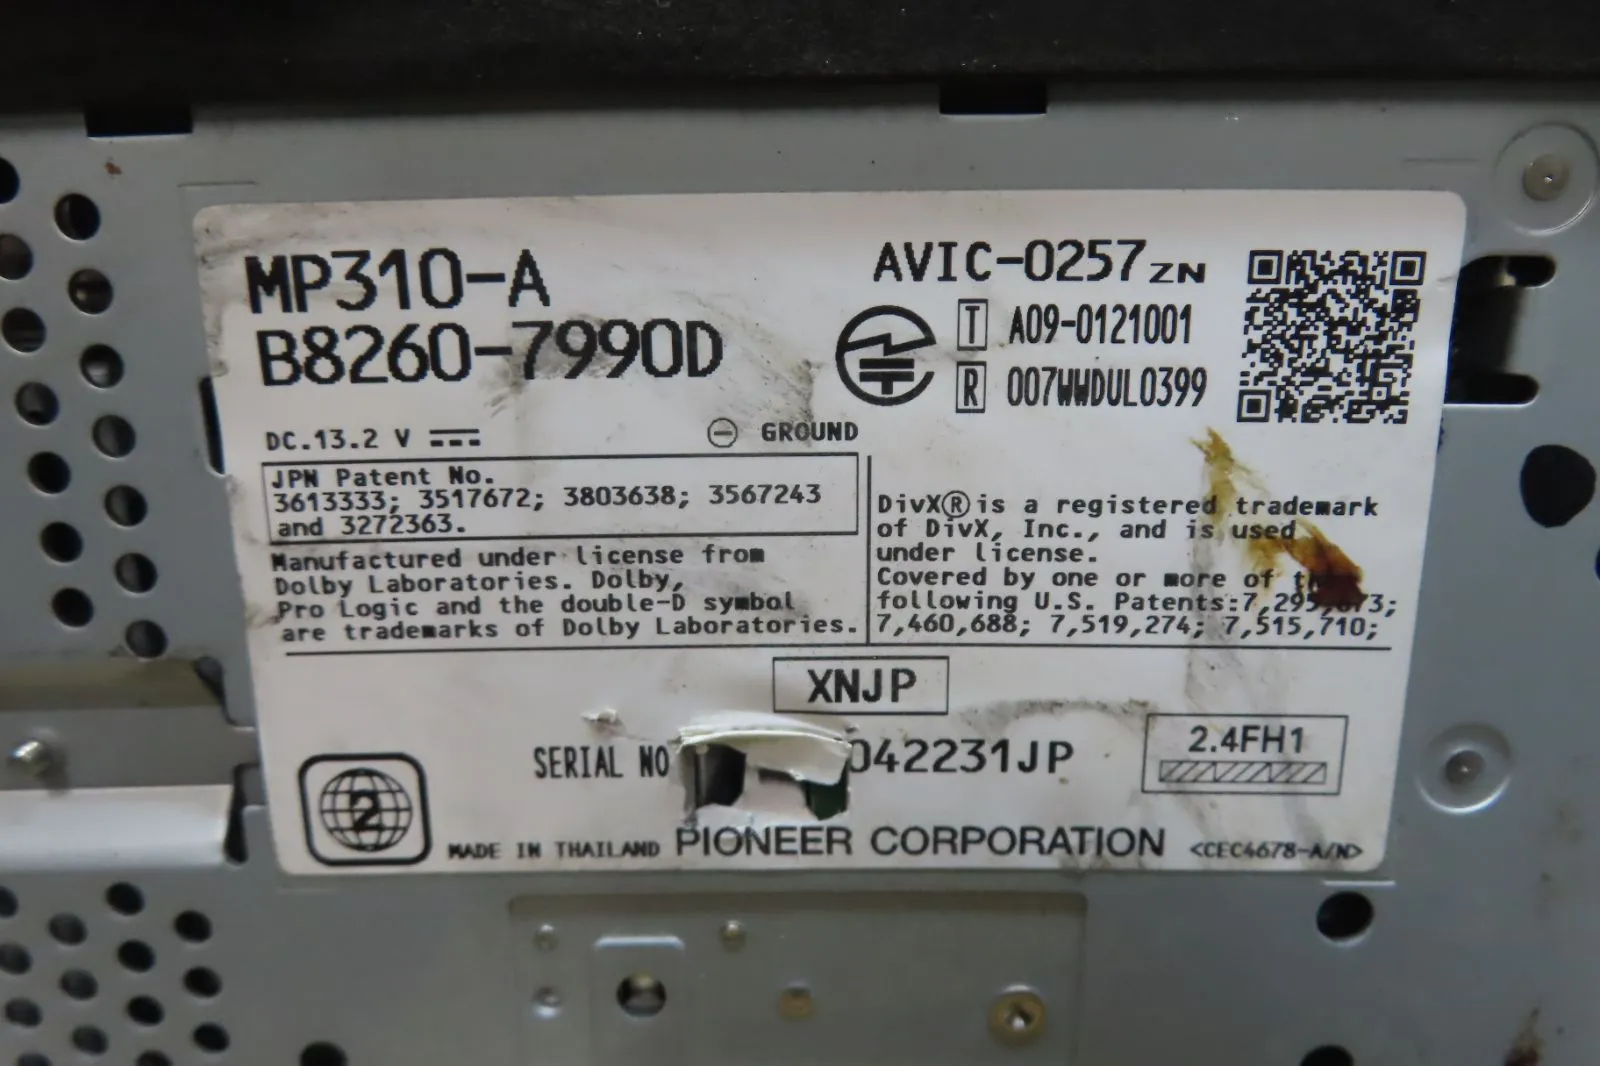 MP310-A
B8260-7990D
DC.13.2 V
⊖ GROUND
AVIC-0257ZN
T A09-0121001
R 007WWDUL0399
JPN Patent No.
3613333; 3517672; 3803638; 3567243
and 3272363.
Manufactured under license from
Dolby Laboratories. Dolby,
Pro Logic and the double-D symbol
are trademarks of Dolby Laboratories.
DivX® is a registered trademark
of DivX, Inc., and is used
under license.
Covered by one or more of
following U.S. Patents:
7,460,688; 7,519,274; 7,515,710;
XNJP
SERIAL NO
042231JP
2.4FH1
2
MADE IN THAILAND PIONEER CORPORATION <CEC4678-A/N>